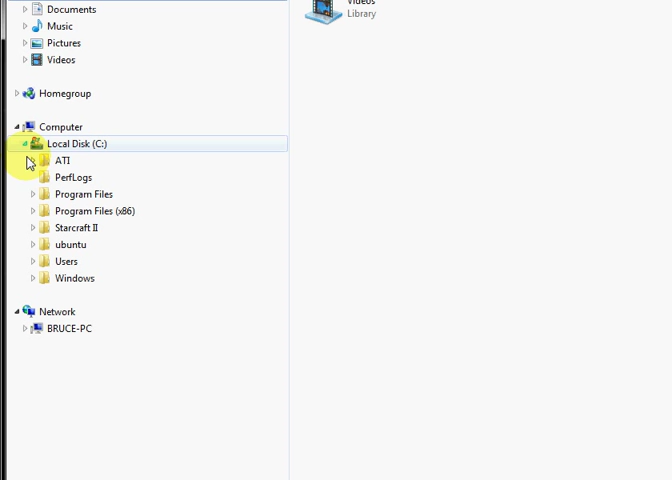 Documents
Music
Pictures
Videos
Homegroup
Computer
Local Disk (C:)
ATI
PerfLogs
Program Files
Program Files (x86)
Starcraft II
ubuntu
Users
Windows
Network
BRUCE-PC
Videos
Library